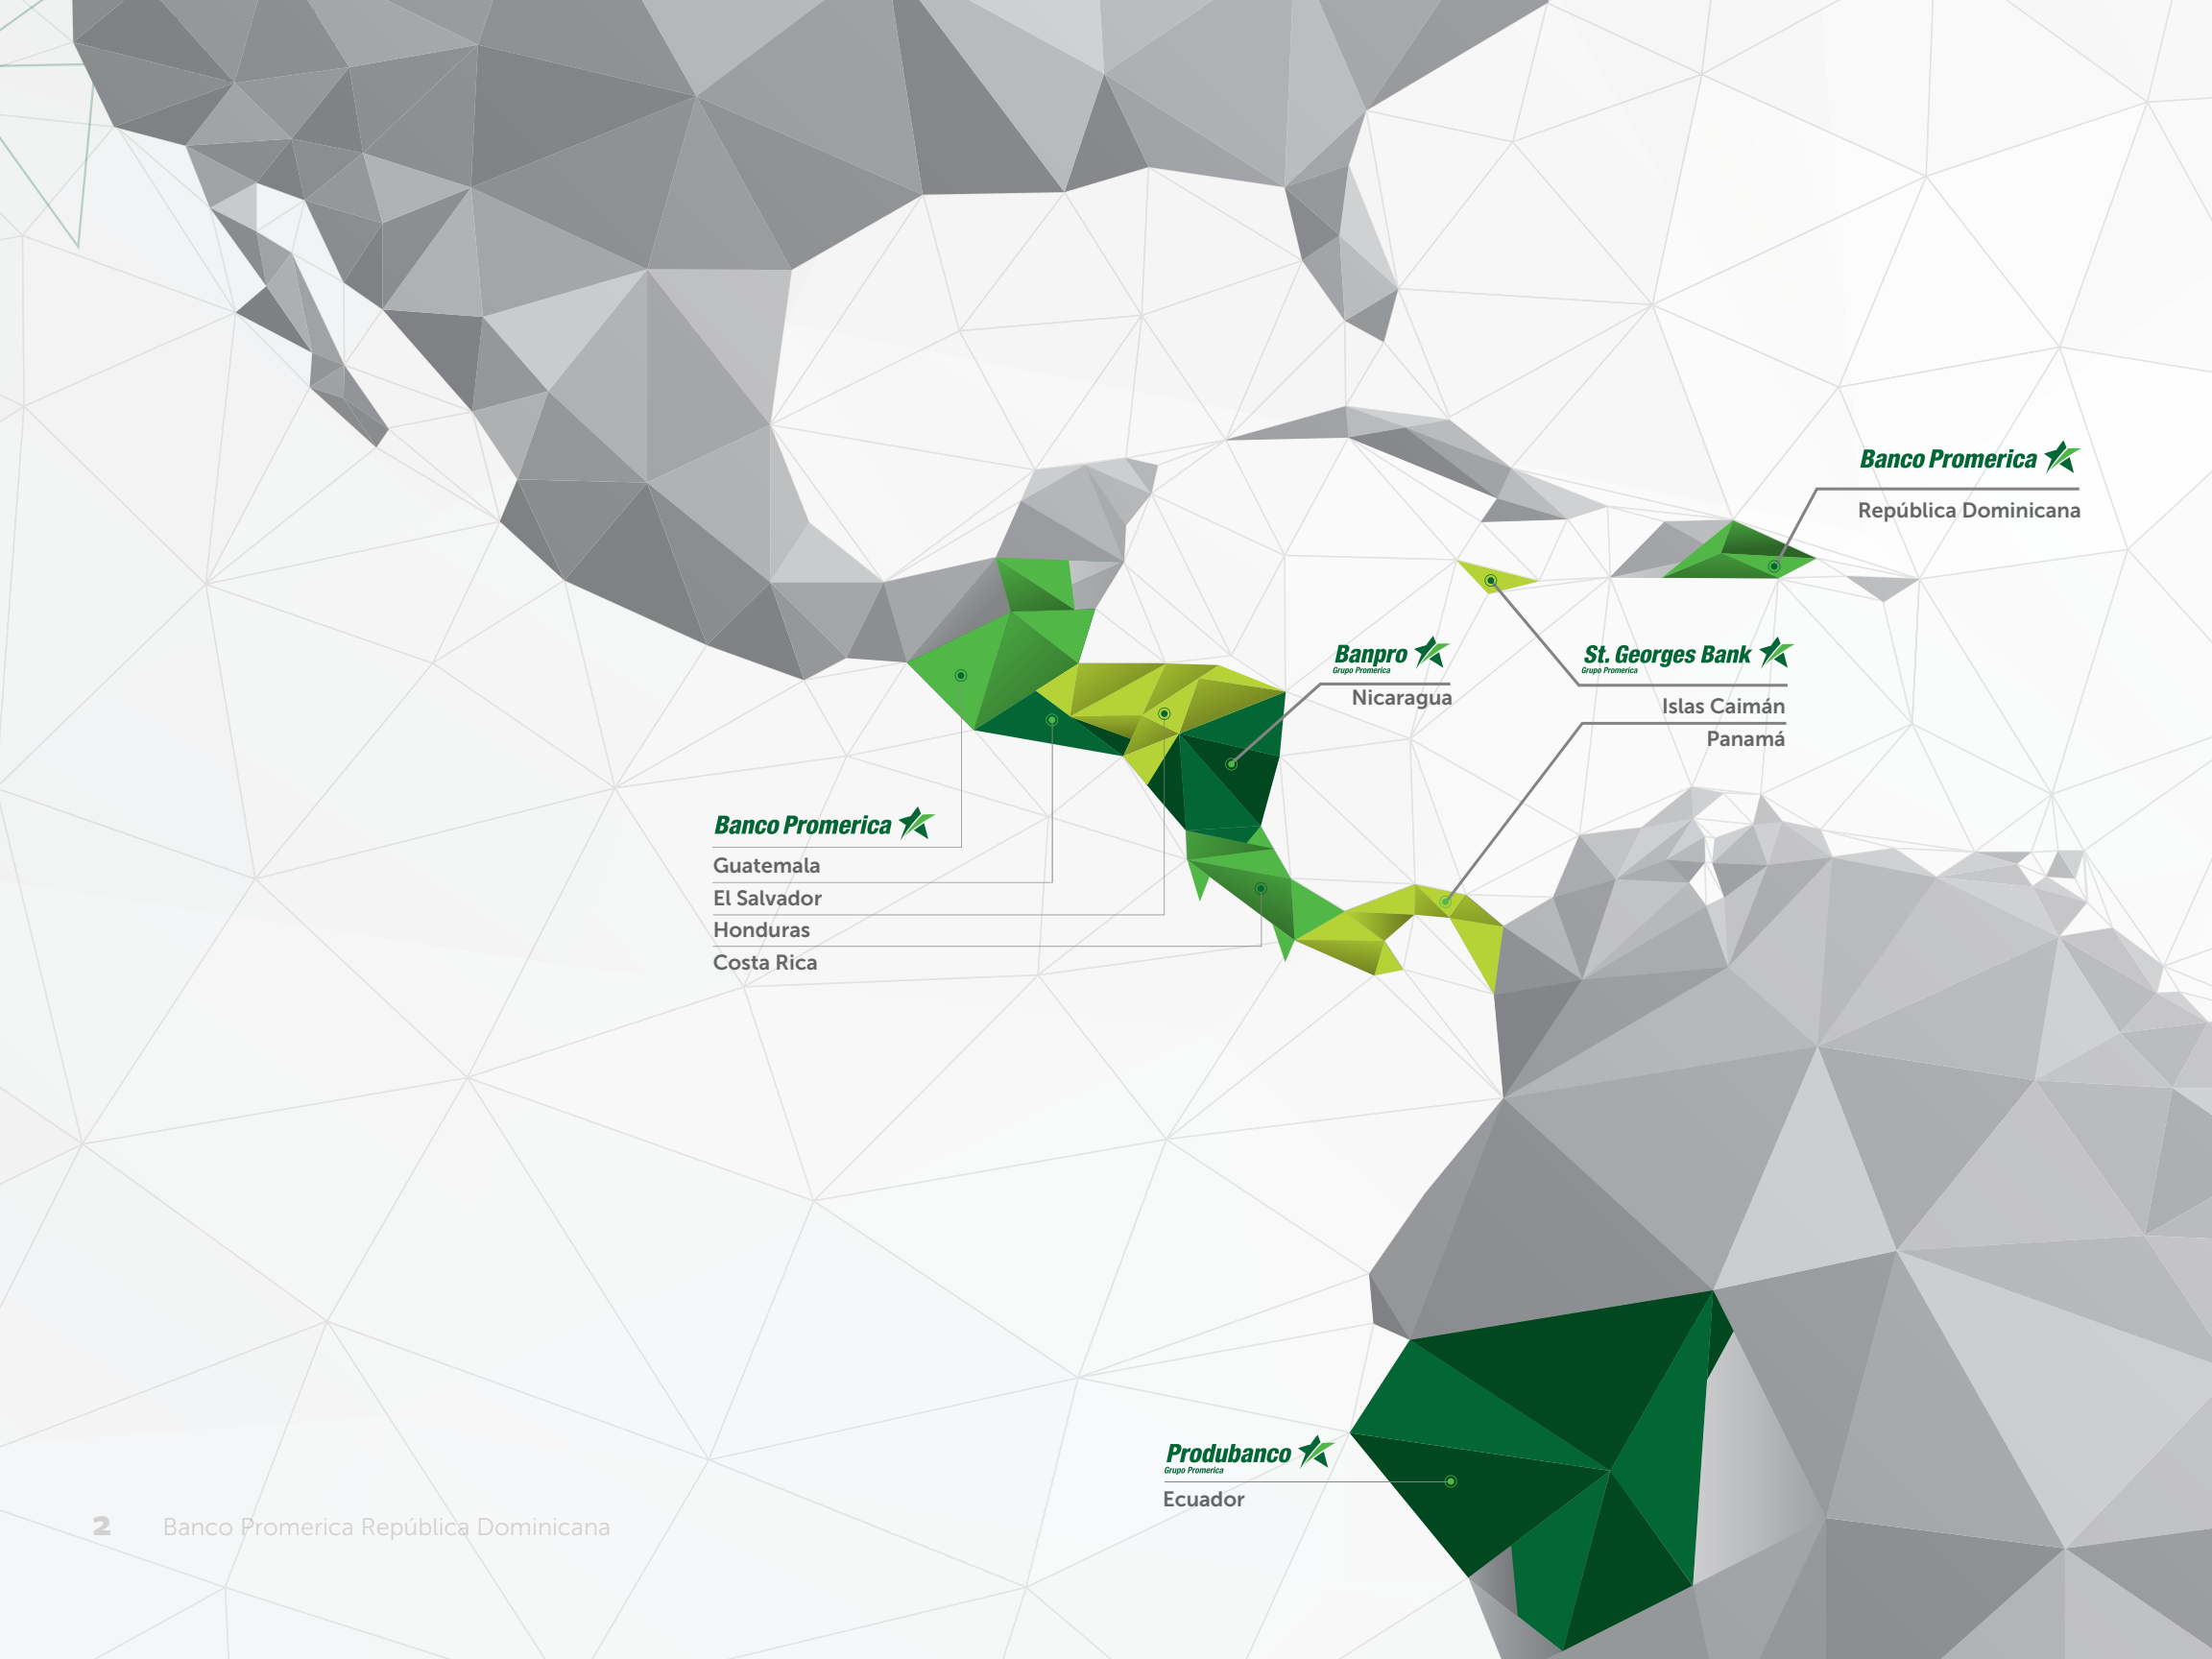 Banco Promerica
República Dominicana
Banpro
Grupo Promerica
Nicaragua
St. Georges Bank
Grupo Promerica
Islas Caimán
Panamá
Banco Promerica
Guatemala
El Salvador
Honduras
Costa Rica
Produbanco
Grupo Promerica
Ecuador
2 Banco Promerica República Dominicana